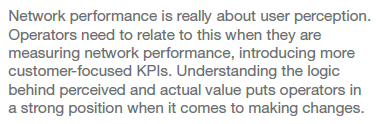 Network performance is really about user perception.
Operators need to relate to this when they are
measuring network performance, introducing more
customer-focused KPIs. Understanding the logic
behind perceived and actual value puts operators in
a strong position when it comes to making changes.